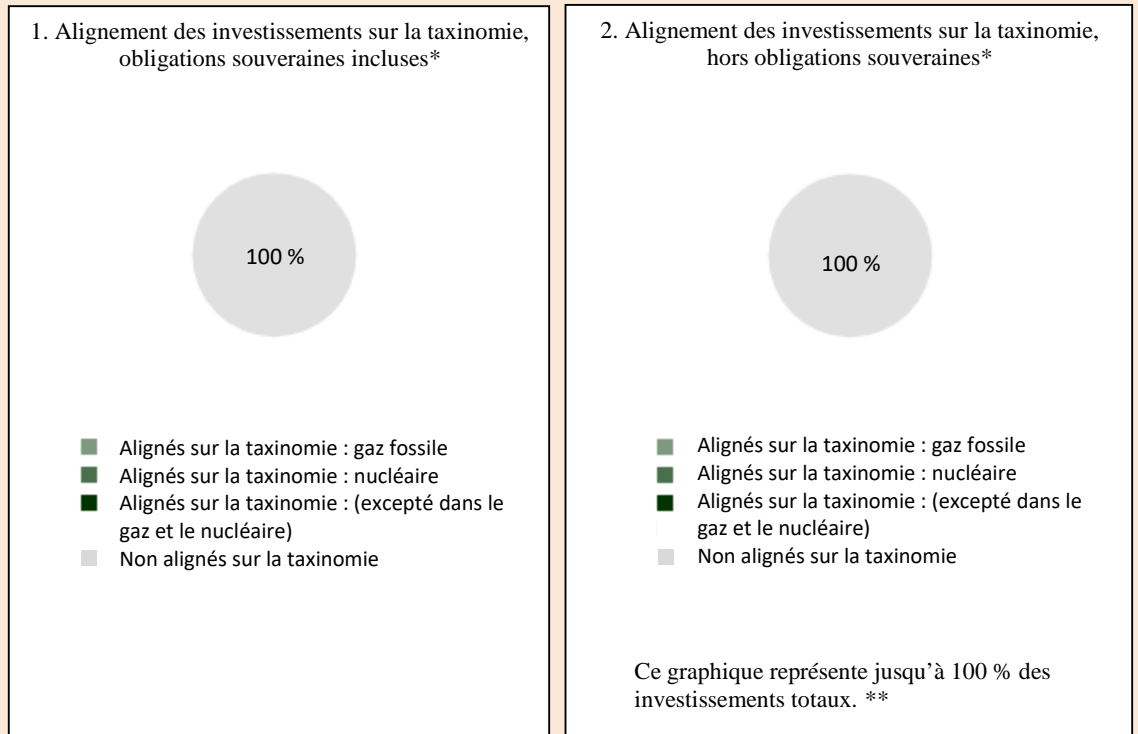 1. Alignement des investissements sur la taxinomie,
obligations souveraines incluses*
100 %
Alignés sur la taxinomie : gaz fossile
Alignés sur la taxinomie : nucléaire
Alignés sur la taxinomie : (excepté dans le
gaz et le nucléaire)
Non alignés sur la taxinomie
2. Alignement des investissements sur la taxinomie,
hors obligations souveraines*
100 %
Alignés sur la taxinomie : gaz fossile
Alignés sur la taxinomie : nucléaire
Alignés sur la taxinomie : (excepté dans le
gaz et le nucléaire)
Non alignés sur la taxinomie
Ce graphique représente jusqu’à 100 % des
investissements totaux. **